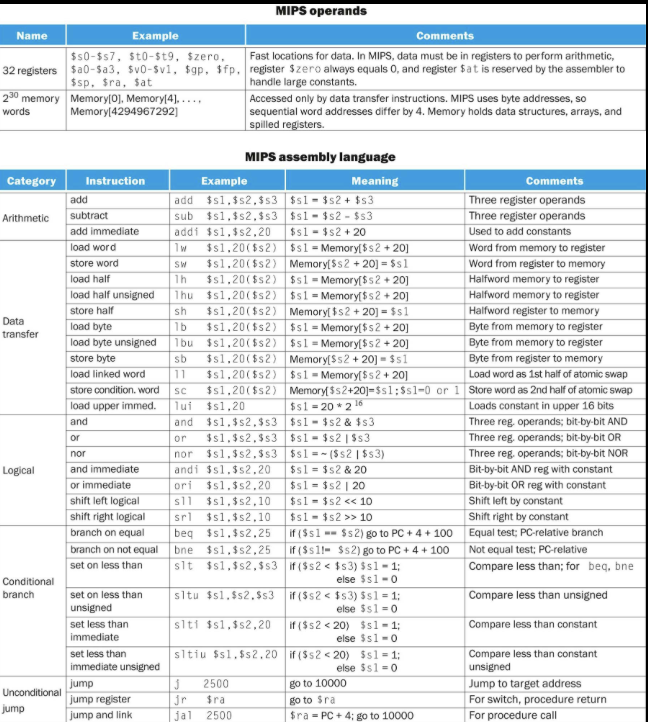 MIPS operands
Name Example Comments
32 registers $s0-$s7, $t0-$t9, $zero, $a0-$a3, $v0-$v1, $gp, $fp, $sp, $ra, $at Fast locations for data. In MIPS, data must be in registers to perform arithmetic, register $zero always equals 0, and register $at is reserved by the assembler to handle large constants.
2^30 memory words Memory[0], Memory[4], . . . , Memory[4294967292] Accessed only by data transfer instructions. MIPS uses byte addresses, so sequential word addresses differ by 4. Memory holds data structures, arrays, and spilled registers.
MIPS assembly language
Category Instruction Example Meaning Comments
Arithmetic
add add $s1,$s2,$s3 $s1 = $s2 + $s3 Three register operands
subtract sub $s1,$s2,$s3 $s1 = $s2 – $s3 Three register operands
add immediate addi $s1,$s2,20 $s1 = $s2 + 20 Used to add constants
Data transfer
load word lw $s1,20($s2) $s1 = Memory[$s2 + 20] Word from memory to register
store word sw $s1,20($s2) Memory[$s2 + 20] = $s1 Word from register to memory
load half lh $s1,20($s2) $s1 = Memory[$s2 + 20] Halfword memory to register
load half unsigned lhu $s1,20($s2) $s1 = Memory[$s2 + 20] Halfword memory to register
store half sh $s1,20($s2) Memory[$s2 + 20] = $s1 Halfword register to memory
load byte lb $s1,20($s2) $s1 = Memory[$s2 + 20] Byte from memory to register
load byte unsigned lbu $s1,20($s2) $s1 = Memory[$s2 + 20] Byte from memory to register
store byte sb $s1,20($s2) Memory[$s2 + 20] = $s1 Byte from register to memory
load linked word ll $s1,20($s2) $s1 = Memory[$s2 + 20] Load word as 1st half of atomic swap
store condition. word sc $s1,20($s2) Memory[$s2+20]=$s1;$s1=0 or 1 Store word as 2nd half of atomic swap
load upper immed. lui $s1,20 $s1 = 20 * 2^16 Loads constant in upper 16 bits
Logical
and and $s1,$s2,$s3 $s1 = $s2 & $s3 Three reg. operands; bit-by-bit AND
or or $s1,$s2,$s3 $s1 = $s2 | $s3 Three reg. operands; bit-by-bit OR
nor nor $s1,$s2,$s3 $s1 = ~ ($s2 | $s3) Three reg. operands; bit-by-bit NOR
and immediate andi $s1,$s2,20 $s1 = $s2 & 20 Bit-by-bit AND reg with constant
or immediate ori $s1,$s2,20 $s1 = $s2 | 20 Bit-by-bit OR reg with constant
shift left logical sll $s1,$s2,10 $s1 = $s2 << 10 Shift left by constant
shift right logical srl $s1,$s2,10 $s1 = $s2 >> 10 Shift right by constant
Conditional branch
branch on equal beq $s1,$s2,25 if ($s1 == $s2) go to PC + 4 + 100 Equal test; PC-relative branch
branch on not equal bne $s1,$s2,25 if ($s1!= $s2) go to PC + 4 + 100 Not equal test; PC-relative
set on less than slt $s1,$s2,$s3 if ($s2 < $s3) $s1 = 1; else $s1 = 0 Compare less than; for beq, bne
set on less than unsigned sltu $s1,$s2,$s3 if ($s2 < $s3) $s1 = 1; else $s1 = 0 Compare less than unsigned
set less than immediate slti $s1,$s2,20 if ($s2 < 20) $s1 = 1; else $s1 = 0 Compare less than constant
set less than immediate unsigned sltiu $s1,$s2,20 if ($s2 < 20) $s1 = 1; else $s1 = 0 Compare less than constant unsigned
Unconditional jump
jump j 2500 go to 10000 Jump to target address
jump register jr $ra go to $ra For switch, procedure return
jump and link jal 2500 $ra = PC + 4; go to 10000 For procedure call